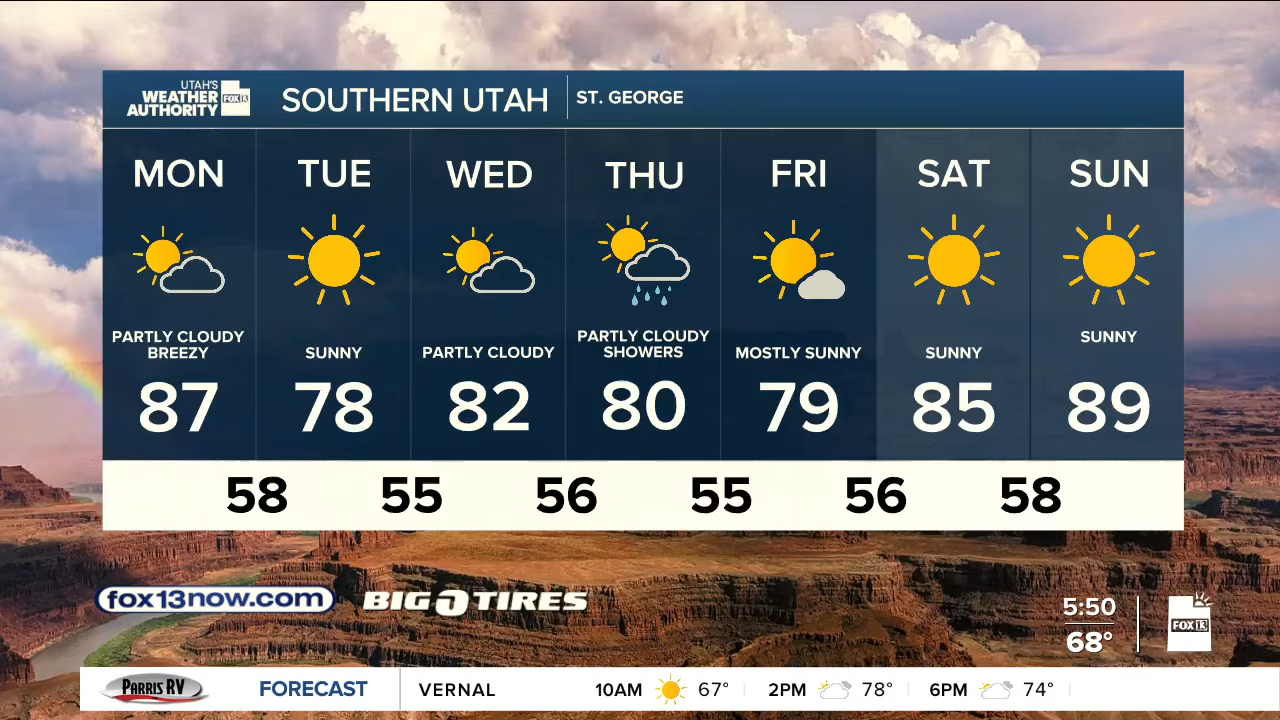 UTAH'S
WEATHER
AUTHORITY
FOX 13
SOUTHERN UTAH
ST. GEORGE
MON TUE WED THU FRI SAT SUN
PARTLY CLOUDY
BREEZY
SUNNY
PARTLY CLOUDY
PARTLY CLOUDY
SHOWERS
MOSTLY SUNNY
SUNNY
SUNNY
87 78 82 80 79 85 89
58 55 56 55 56 58
fox13now.com
BIG O TIRES
5:50
68°
FOX 13
PARRIS RV
FORECAST
VERNAL
10AM 67° 2PM 78° 6PM 74°